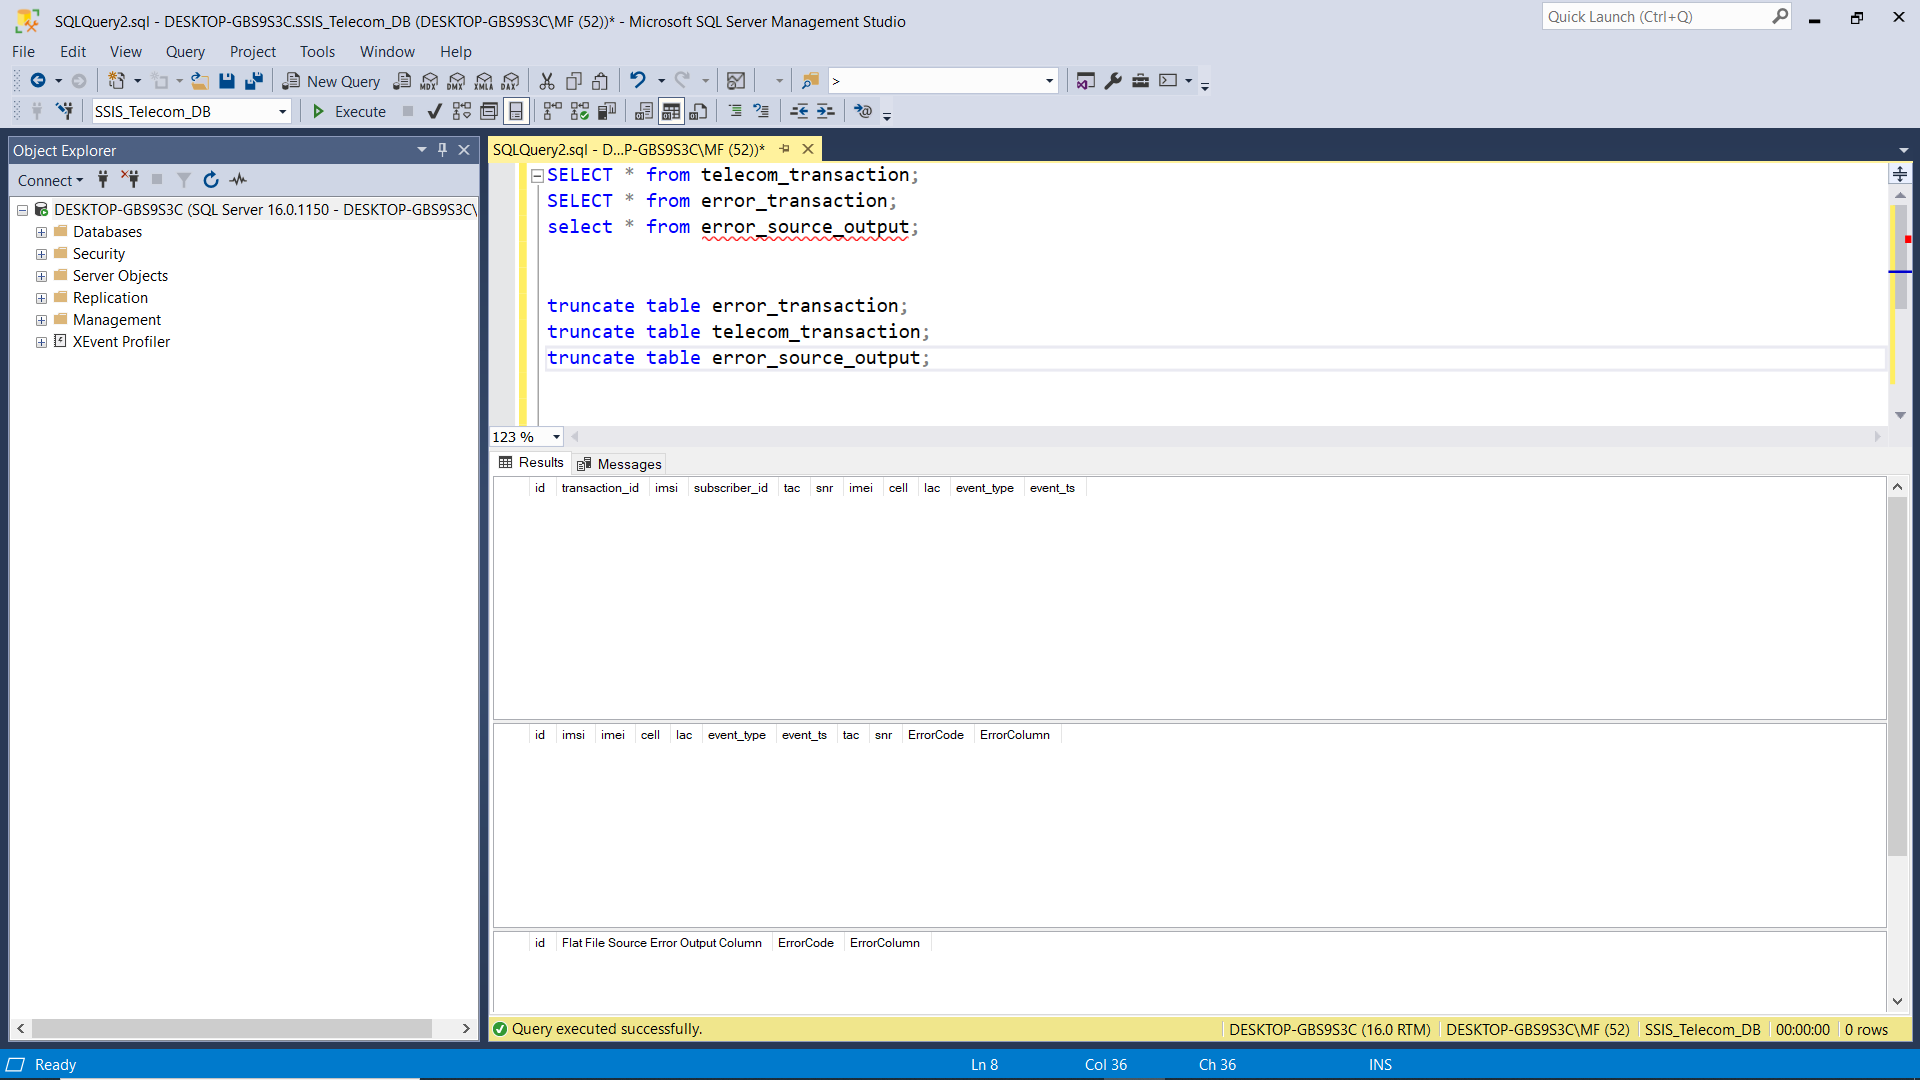 SQLQuery2.sql - DESKTOP-GBS9S3C.SSIS_Telecom_DB (DESKTOP-GBS9S3C\MF (52))* - Microsoft SQL Server Management Studio
Quick Launch (Ctrl+Q)
File Edit View Query Project Tools Window Help
New Query
MDX DMX XMLA DAX
>
SSIS_Telecom_DB
Execute
Object Explorer
SQLQuery2.sql - D...P-GBS9S3C\MF (52))*
Connect
DESKTOP-GBS9S3C (SQL Server 16.0.1150 - DESKTOP-GBS9S3C\
Databases
Security
Server Objects
Replication
Management
XEvent Profiler
SELECT * from telecom_transaction;
SELECT * from error_transaction;
select * from error_source_output;
truncate table error_transaction;
truncate table telecom_transaction;
truncate table error_source_output;
123 %
Results Messages
id transaction_id imsi subscriber_id tac snr imei cell lac event_type event_ts
id imsi imei cell lac event_type event_ts tac snr ErrorCode ErrorColumn
id Flat File Source Error Output Column ErrorCode ErrorColumn
Query executed successfully.
DESKTOP-GBS9S3C (16.0 RTM) DESKTOP-GBS9S3C\MF (52) SSIS_Telecom_DB 00:00:00 0 rows
Ready
Ln 8 Col 36 Ch 36 INS